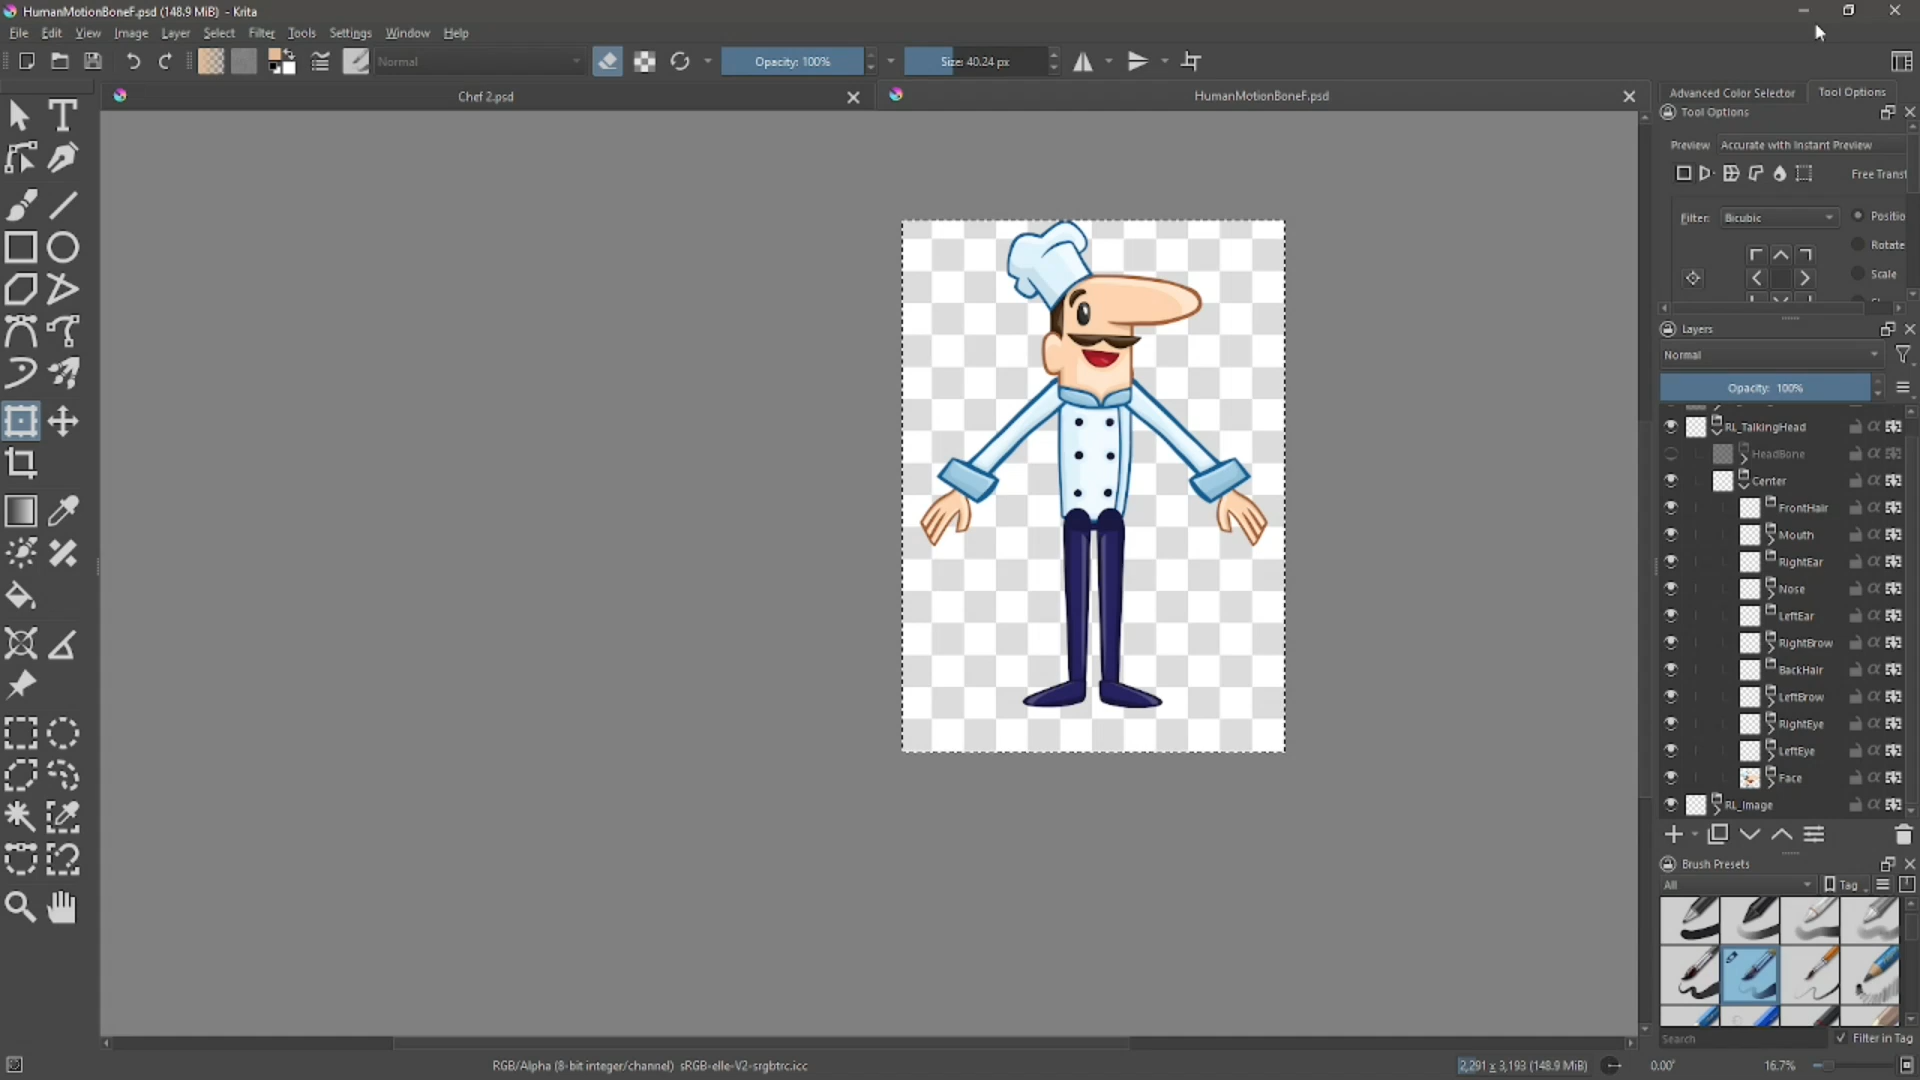 HumanMotionBoneF.psd (148.9 MiB) - Krita
File Edit View Image Layer Select Filter Tools Settings Window Help
Normal
Opacity: 100%
Size: 40.24 px
Chef 2.psd
HumanMotionBoneF.psd
Advanced Color Selector
Tool Options
Tool Options
Preview Accurate with Instant Preview
Free Transf
Filter: Bicubic
Positio
Rotate
Scale
Layers
Normal
Opacity: 100%
RL_TalkingHead
HeadBone
Center
FrontHair
Mouth
RightEar
Nose
LeftEar
RightBrow
BackHair
LeftBrow
RightEye
LeftEye
Face
RL_Image
Brush Presets
All
Tag
Search
Filter in Tag
RGB/Alpha (8-bit integer/channel) sRGB-elle-V2-srgbtrc.icc
2,291 x 3,193 (148.9 MiB)
0.00°
16.7%